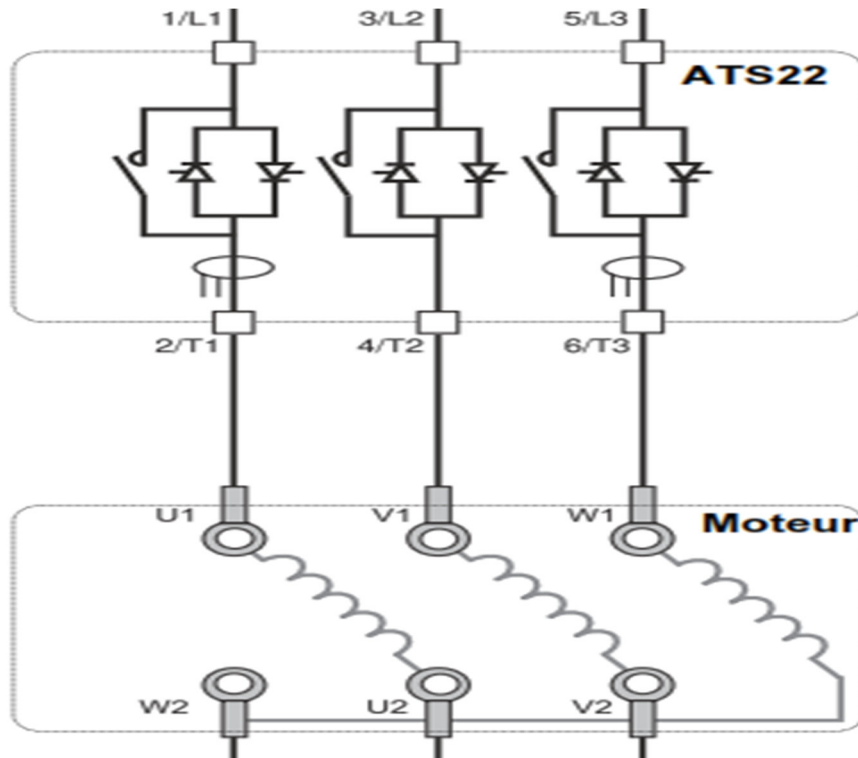 1/L1 3/L2 5/L3
ATS22
2/T1 4/T2 6/T3
U1 V1 W1
Moteur
W2 U2 V2